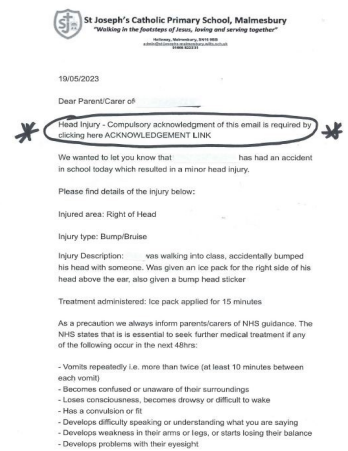 St Joseph's Catholic Primary School, Malmesbury
"Walking in the footsteps of Jesus, loving and serving together"
Holloway, Malmesbury, SN16 9BB
19/05/2023
Dear Parent/Carer of
Head Injury - Compulsory acknowledgment of this email is required by
clicking here ACKNOWLEDGEMENT LINK
We wanted to let you know that has had an accident
in school today which resulted in a minor head injury.
Please find details of the injury below:
Injured area: Right of Head
Injury type: Bump/Bruise
Injury Description: was walking into class, accidentally bumped
his head with someone. Was given an ice pack for the right side of his
head above the ear, also given a bump head sticker
Treatment administered: Ice pack applied for 15 minutes
As a precaution we always inform parents/carers of NHS guidance. The
NHS states that is is essential to seek further medical treatment if any
of the following occur in the next 48hrs:
- Vomits repeatedly i.e. more than twice (at least 10 minutes between
each vomit)
- Becomes confused or unaware of their surroundings
- Loses consciousness, becomes drowsy or difficult to wake
- Has a convulsion or fit
- Develops difficulty speaking or understanding what you are saying
- Develops weakness in their arms or legs, or starts losing their balance
- Develops problems with their eyesight